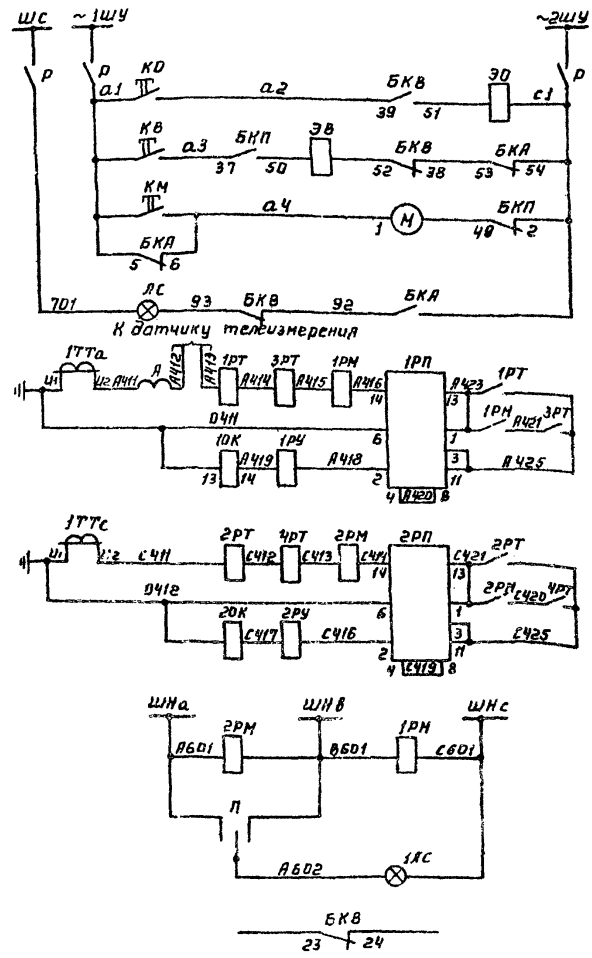 ШС ~1ШУ ~2ШУ
Р Р Р
КО БКВ ЭО
а1 а2 39 51 с1
КВ а3 БКП ЭВ БКВ БКА
37 50 52 38 53 54
КМ а4 1 М БКП
49 2
БКА
5 6
ЛС
701 93 БКВ 92 БКА
К датчику телеизмерения
1ТТа А А412 А413 1РТ 3РТ 1РМ 1РП А423 1РТ
И1 И2 А411 А414 А415 А416 14 13
0411 6 1 1РМ А421 3РТ
10К 1РУ 3
13 14 А419 А418 2 11 А425
4 А420 8
1ТТс 2РТ 4РТ 2РМ 2РП С421 2РТ
И1 И2 С411 С412 С413 С414 14 13
0412 6 1 2РМ С420 4РТ
20К 2РУ 3
С417 С416 2 11 С425
4 С419 8
ШНа ШНв ШНс
2РМ 1РМ
А601 В601 С601
П
1ЛС
А602
БКВ
23 24